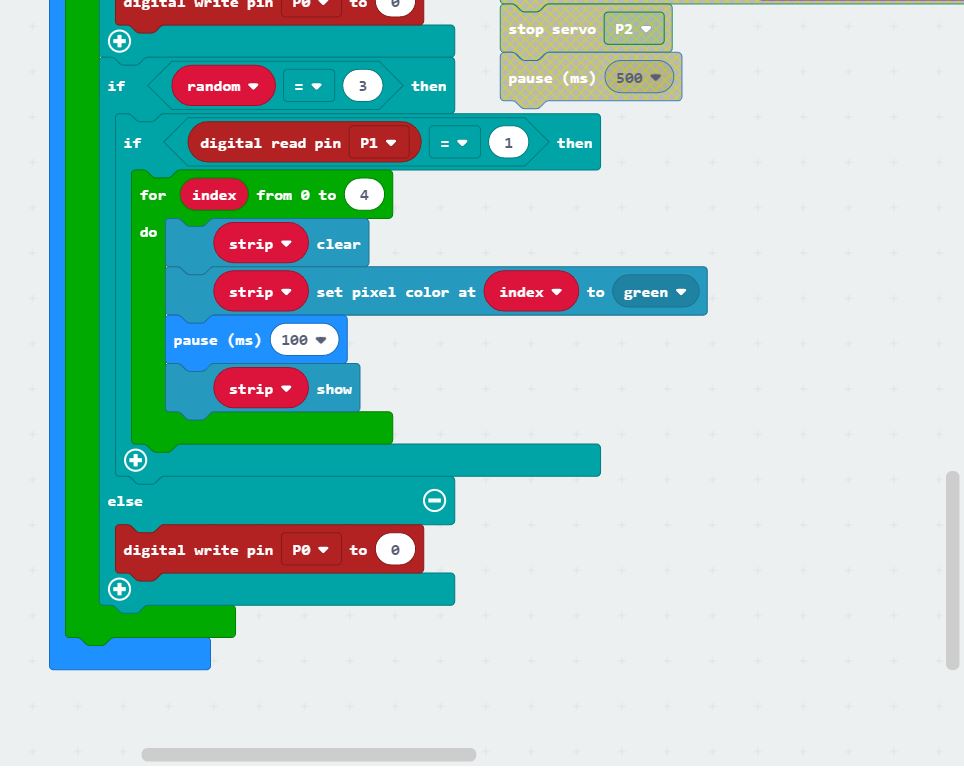 digital write pin P0 to 0
stop servo P2
pause (ms) 500
if random = 3 then
if digital read pin P1 = 1 then
for index from 0 to 4
do
strip clear
strip set pixel color at index to green
pause (ms) 100
strip show
else
digital write pin P0 to 0